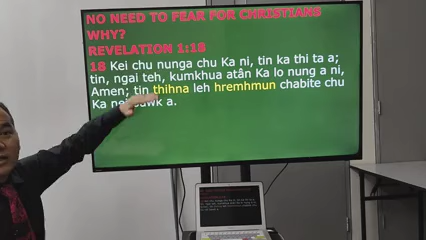 NO NEED TO FEAR FOR CHRISTIANS
WHY?
REVELATION 1:18
18 Kei chu nunga chu Ka ni, tin ka thi ta a;
tin, ngai teh, kumkhua atân Ka lo nung a ni,
Amen; tin thihna leh hremhmun chabite chu
Ka a.